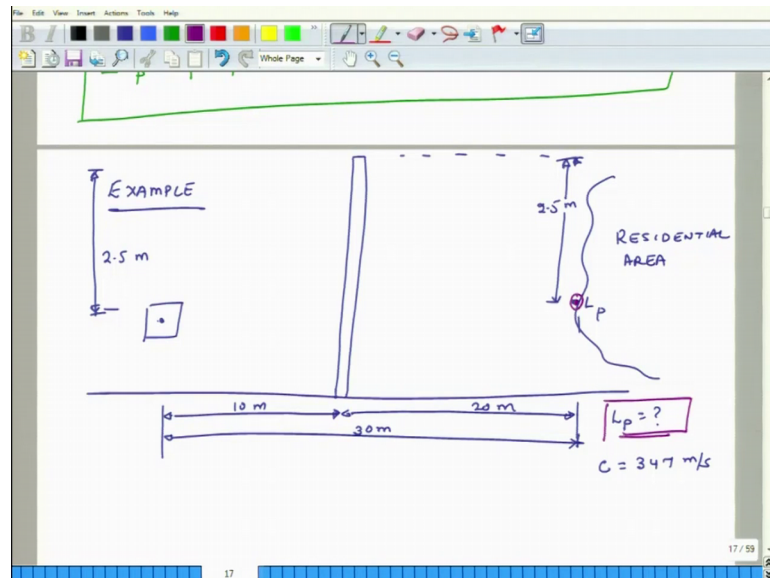 File Edit View Insert Actions Tools Help
B I
Whole Page
EXAMPLE
2.5 m
2.5 m
RESIDENTIAL
AREA
Lp
10 m
20 m
30 m
Lp = ?
C = 347 m/s
17 / 59
17